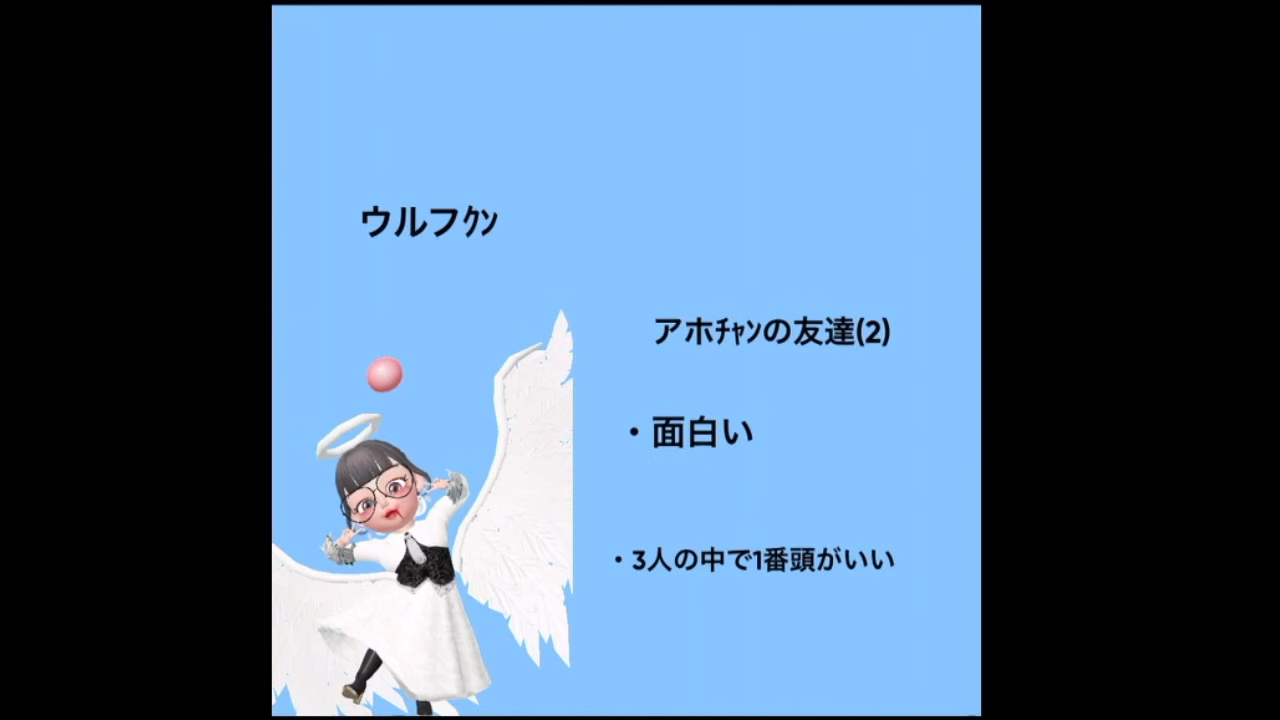 ウルフｸﾝ
アホﾁｬﾝの友達(2)
・面白い
・3人の中で1番頭がいい